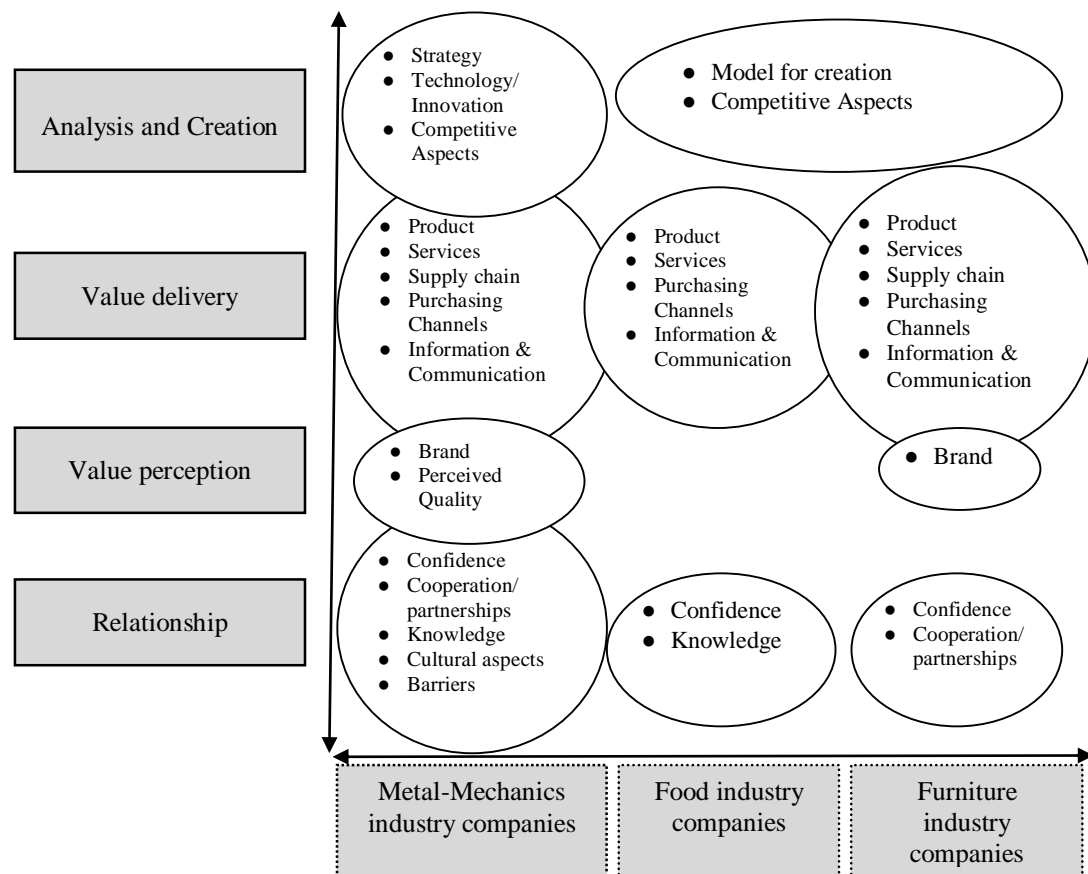 Analysis and Creation
Strategy
Technology/
Innovation
Competitive
Aspects
Model for creation
Competitive Aspects
Value delivery
Product
Services
Supply chain
Purchasing
Channels
Information &
Communication
Product
Services
Purchasing
Channels
Information &
Communication
Product
Services
Supply chain
Purchasing
Channels
Information &
Communication
Value perception
Brand
Perceived
Quality
Brand
Relationship
Confidence
Cooperation/
partnerships
Knowledge
Cultural aspects
Barriers
Confidence
Knowledge
Confidence
Cooperation/
partnerships
Metal-Mechanics
industry companies
Food industry
companies
Furniture
industry
companies